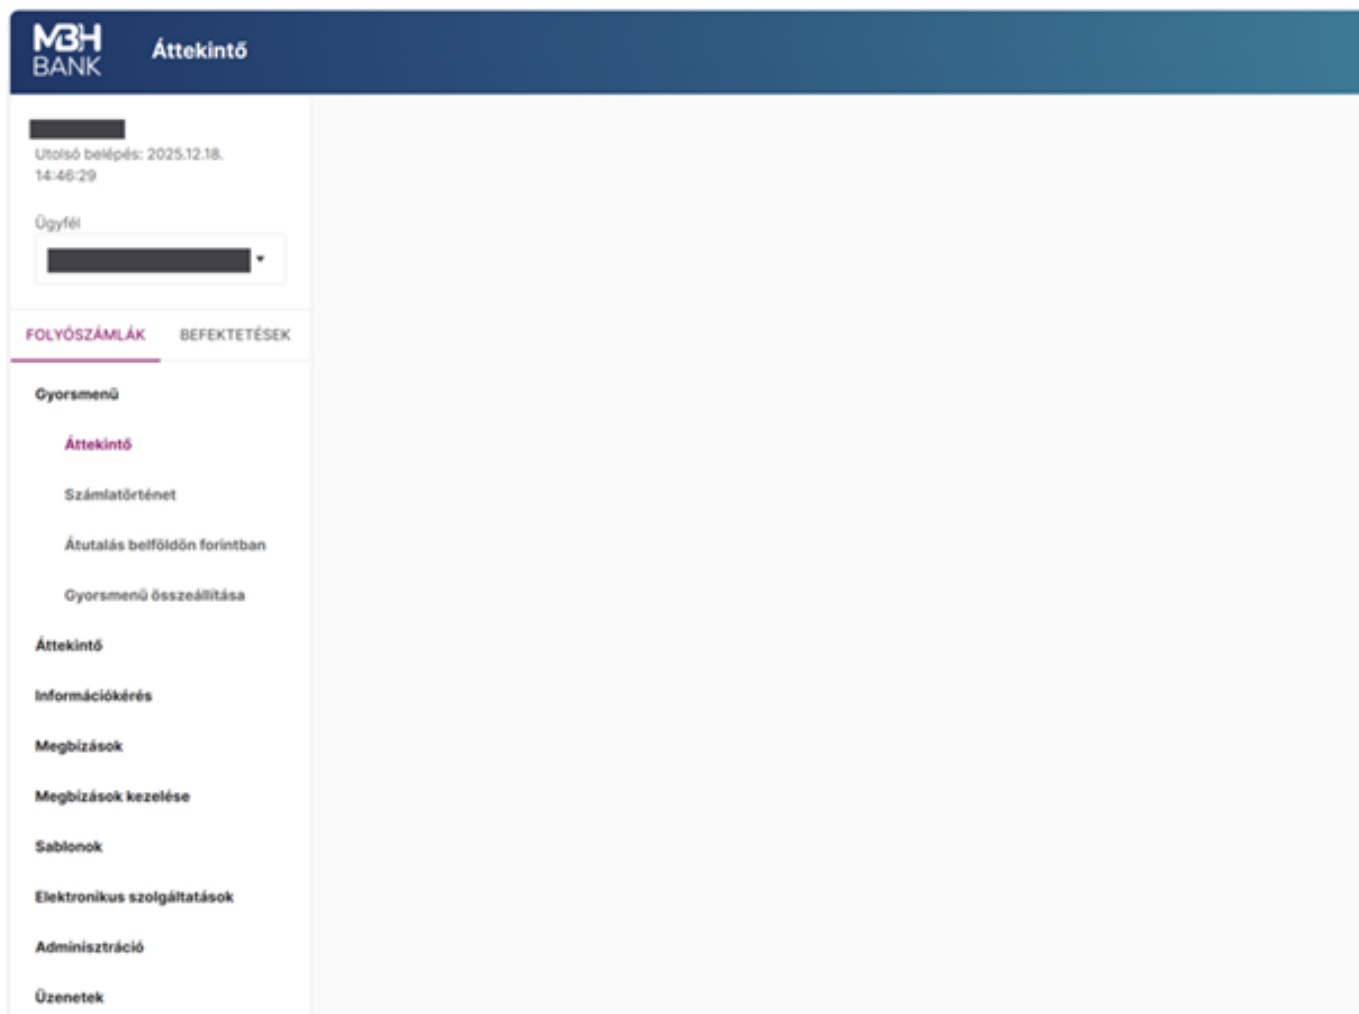 MBH
BANK
Áttekintő
Utolsó belépés: 2025.12.18.
14:46:29
Ügyfél
FOLYÓSZÁMLÁK
BEFEKTETÉSEK
Gyorsmenü
Áttekintő
Számlatörténet
Átutalás belföldön forintban
Gyorsmenü összeállítása
Áttekintő
Információkérés
Megbízások
Megbízások kezelése
Sablonok
Elektronikus szolgáltatások
Adminisztráció
Üzenetek